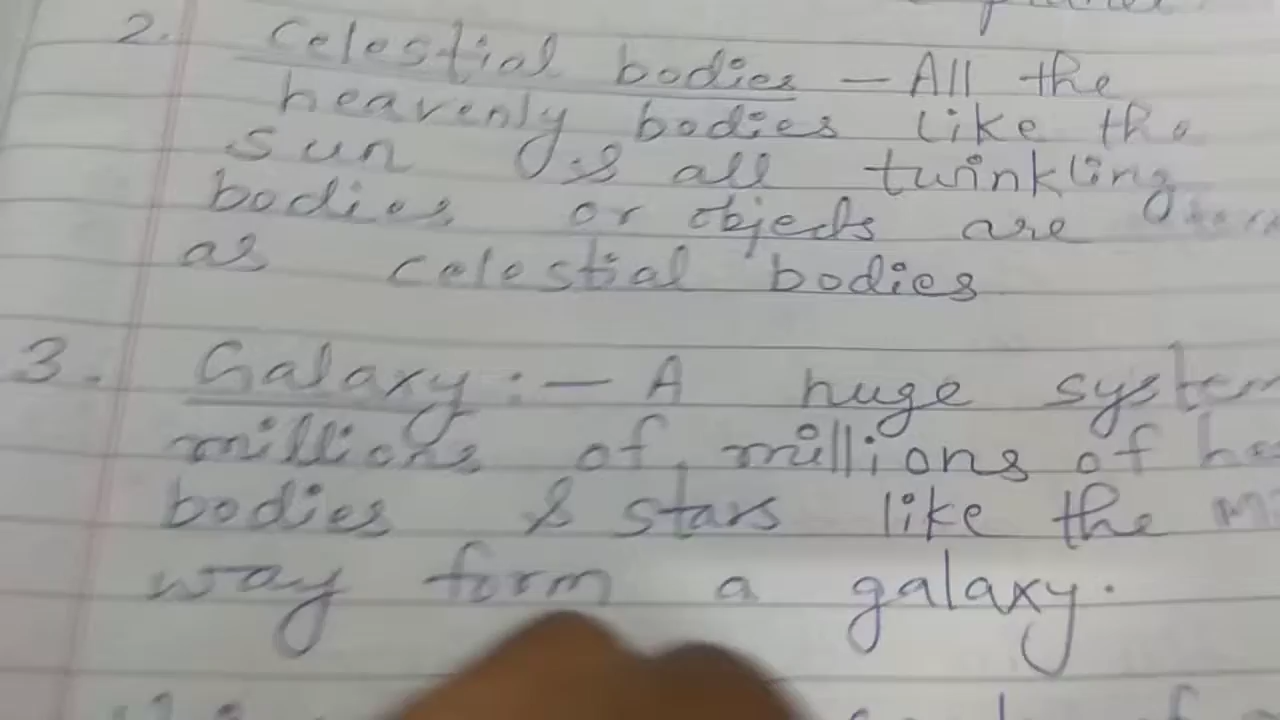 2. Celestial bodies - All the
heavenly bodies like the
sun & all twinkling
bodies or objects are
as celestial bodies
3. Galaxy :- A huge system
millions of millions of
bodies & stars like the
way form a galaxy.